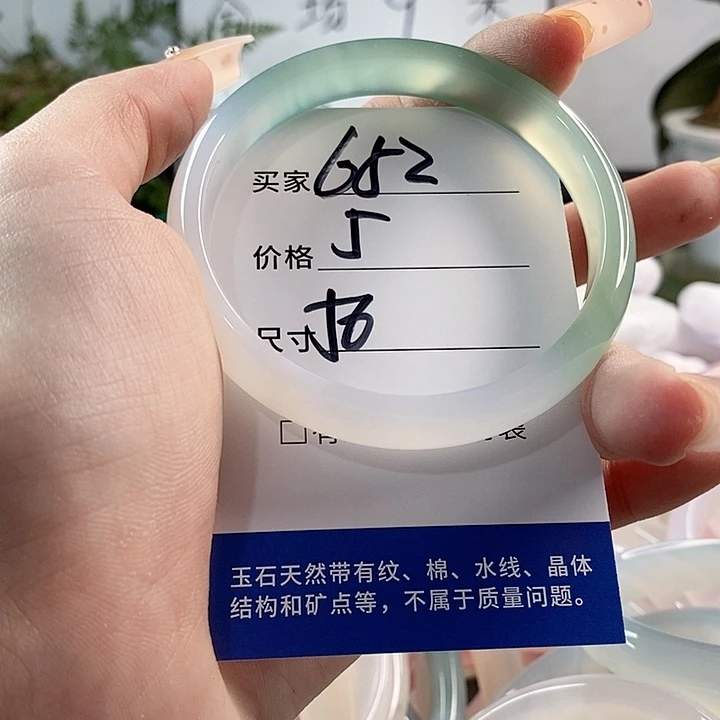 买家 652
价格 5
尺寸 56
玉石天然带有纹、棉、水线、晶体
结构和矿点等，不属于质量问题。